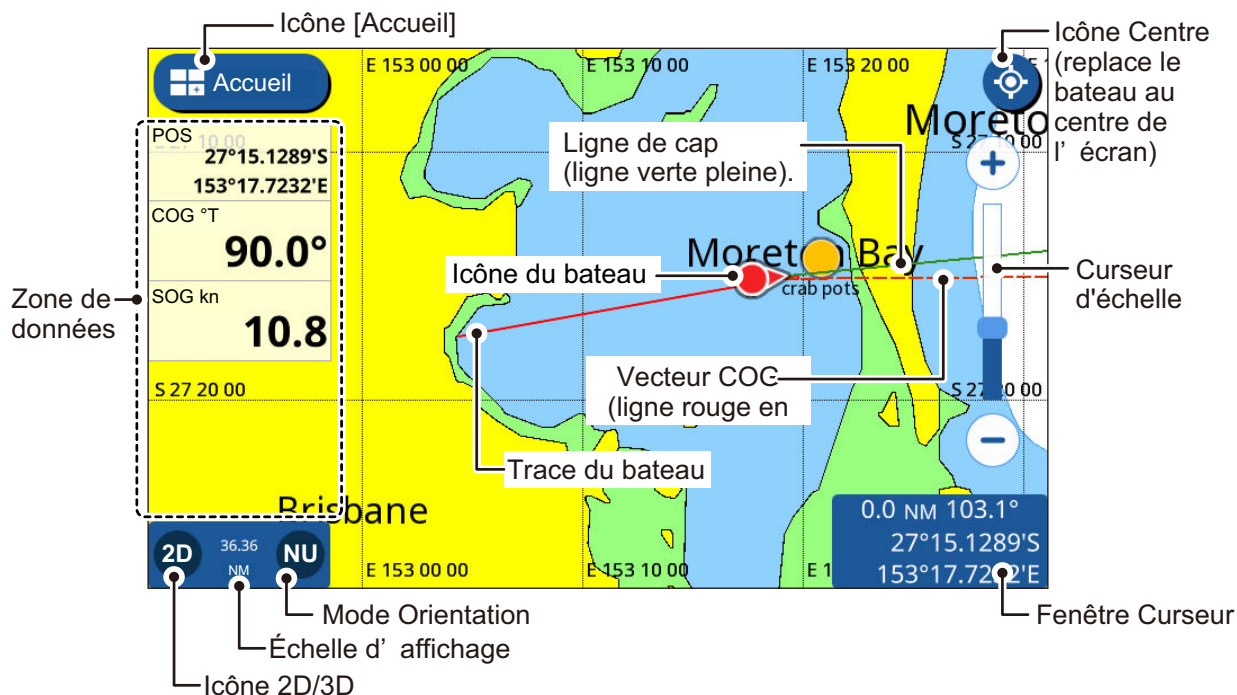 Icône [Accueil]
Icône Centre
(replace le
bateau au
centre de
l' écran)
Accueil
E 153 00 00
E 153 10 00
E 153 20 00
POS
27°15.1289'S
153°17.7232'E
COG °T
90.0°
SOG kn
10.8
Zone de
données
S 27 20 00
Ligne de cap
(ligne verte pleine).
Moreto
S 27 10 00
+
Moreton Bay
Icône du bateau
crab pots
Curseur
d'échelle
Vecteur COG
(ligne rouge en
S 27 20 00
Trace du bateau
−
Brisbane
2D
36.36
NM
NU
E 153 00 00
E 153 10 00
E 1
0.0 NM 103.1°
27°15.1289'S
153°17.7232'E
Mode Orientation
Fenêtre Curseur
Échelle d' affichage
Icône 2D/3D